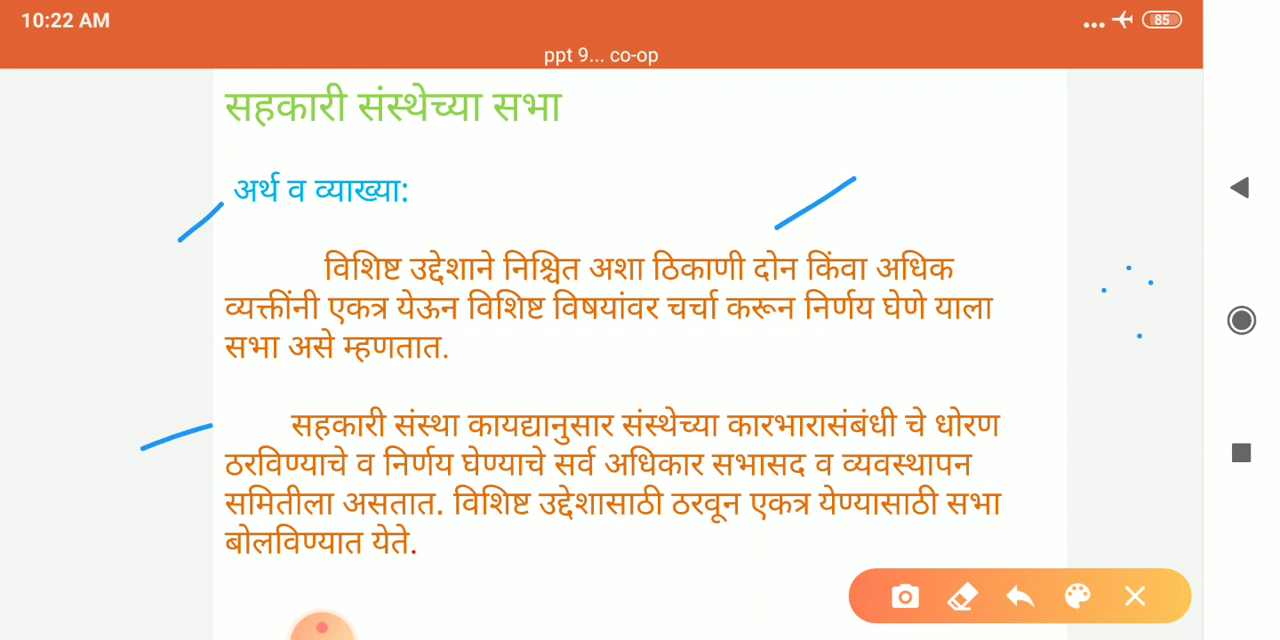 10:22 AM
85
ppt 9... co-op
सहकारी संस्थेच्या सभा
अर्थ व व्याख्या:
विशिष्ट उद्देशाने निश्चित अशा ठिकाणी दोन किंवा अधिक
व्यक्तींनी एकत्र येऊन विशिष्ट विषयांवर चर्चा करून निर्णय घेणे याला
सभा असे म्हणतात.
सहकारी संस्था कायद्यानुसार संस्थेच्या कारभारासंबंधी चे धोरण
ठरविण्याचे व निर्णय घेण्याचे सर्व अधिकार सभासद व व्यवस्थापन
समितीला असतात. विशिष्ट उद्देशासाठी ठरवून एकत्र येण्यासाठी सभा
बोलविण्यात येते.